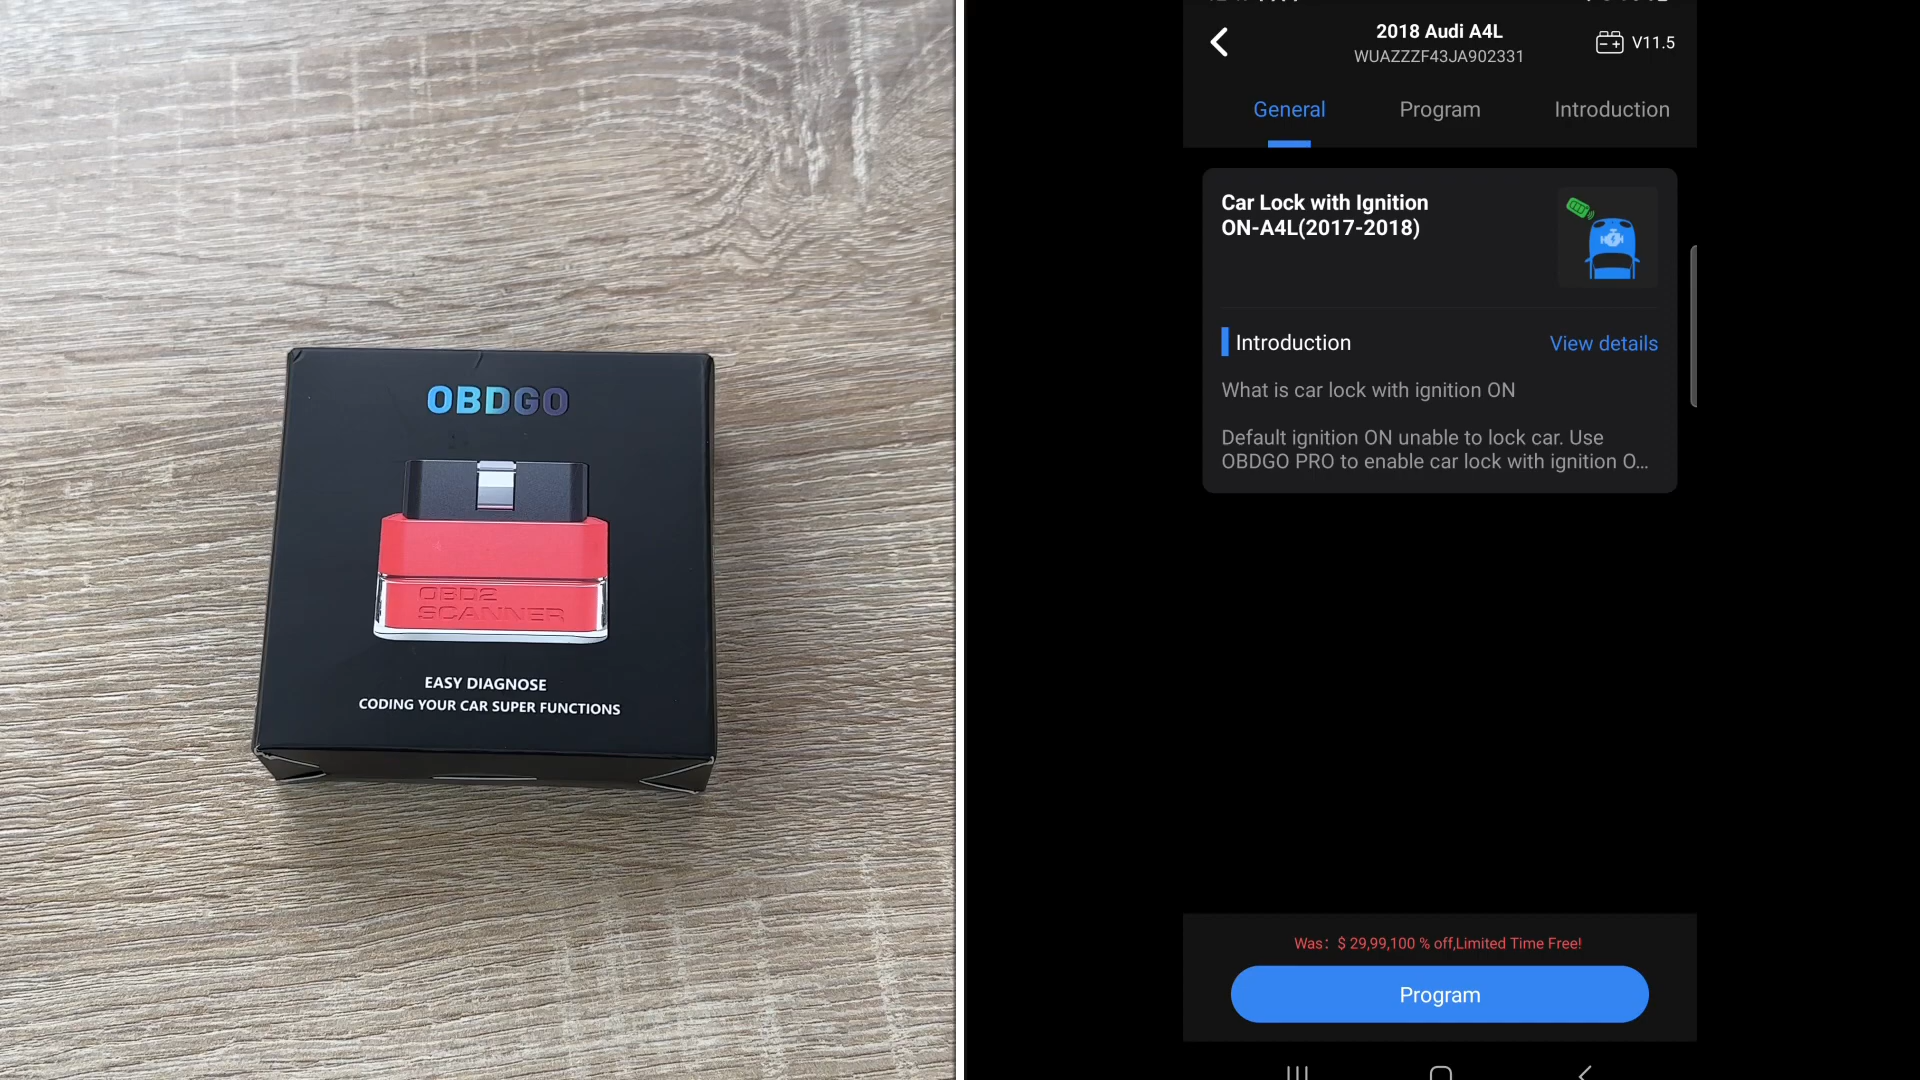 OBDGO
OBD2
SCANNER
EASY DIAGNOSE
CODING YOUR CAR SUPER FUNCTIONS
2018 Audi A4L
WUAZZZF43JA902331
V11.5
General
Program
Introduction
Car Lock with Ignition
ON-A4L(2017-2018)
Introduction
View details
What is car lock with ignition ON
Default ignition ON unable to lock car. Use
OBDGO PRO to enable car lock with ignition O...
Was: $ 29,99,100 % off,Limited Time Free!
Program